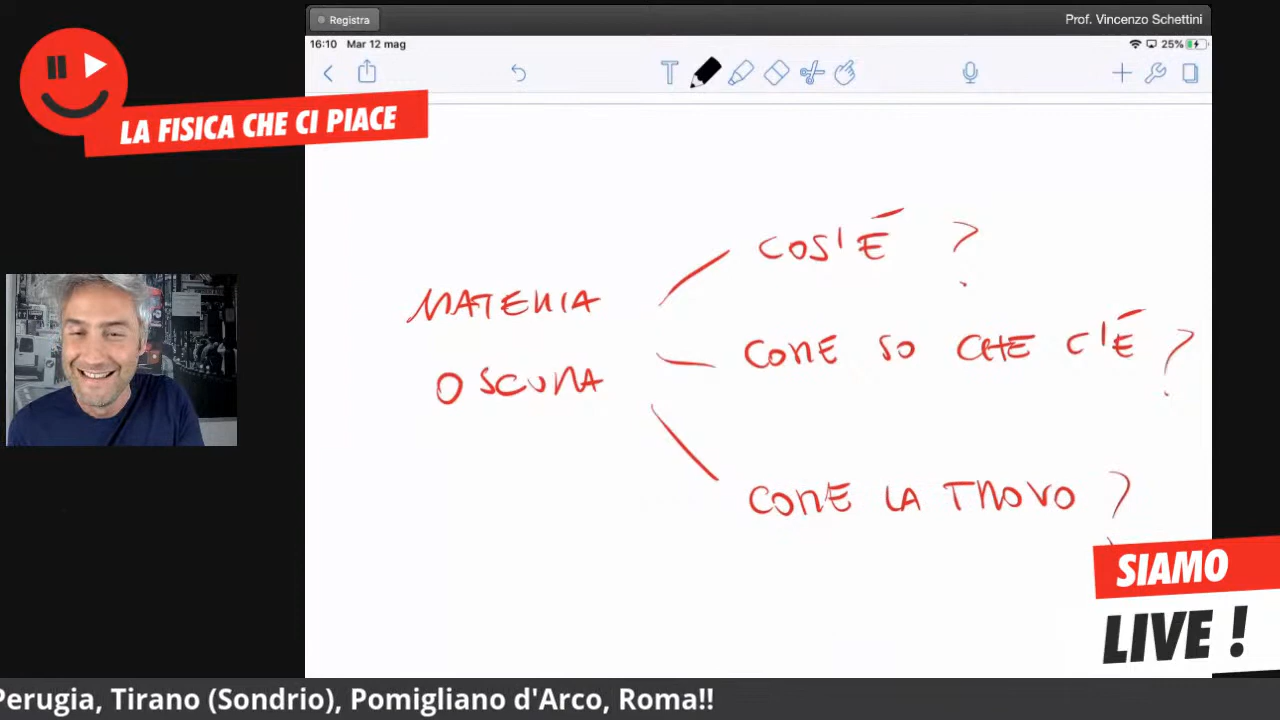 Registra
Prof. Vincenzo Schettini
16:10 Mar 12 mag
25%
T
LA FISICA CHE CI PIACE
COS'É ?
MATERIA
COME SO CHE C'É ?
OSCURA
COME LA TROVO ?
SIAMO
LIVE !
Perugia, Tirano (Sondrio), Pomigliano d'Arco, Roma!!